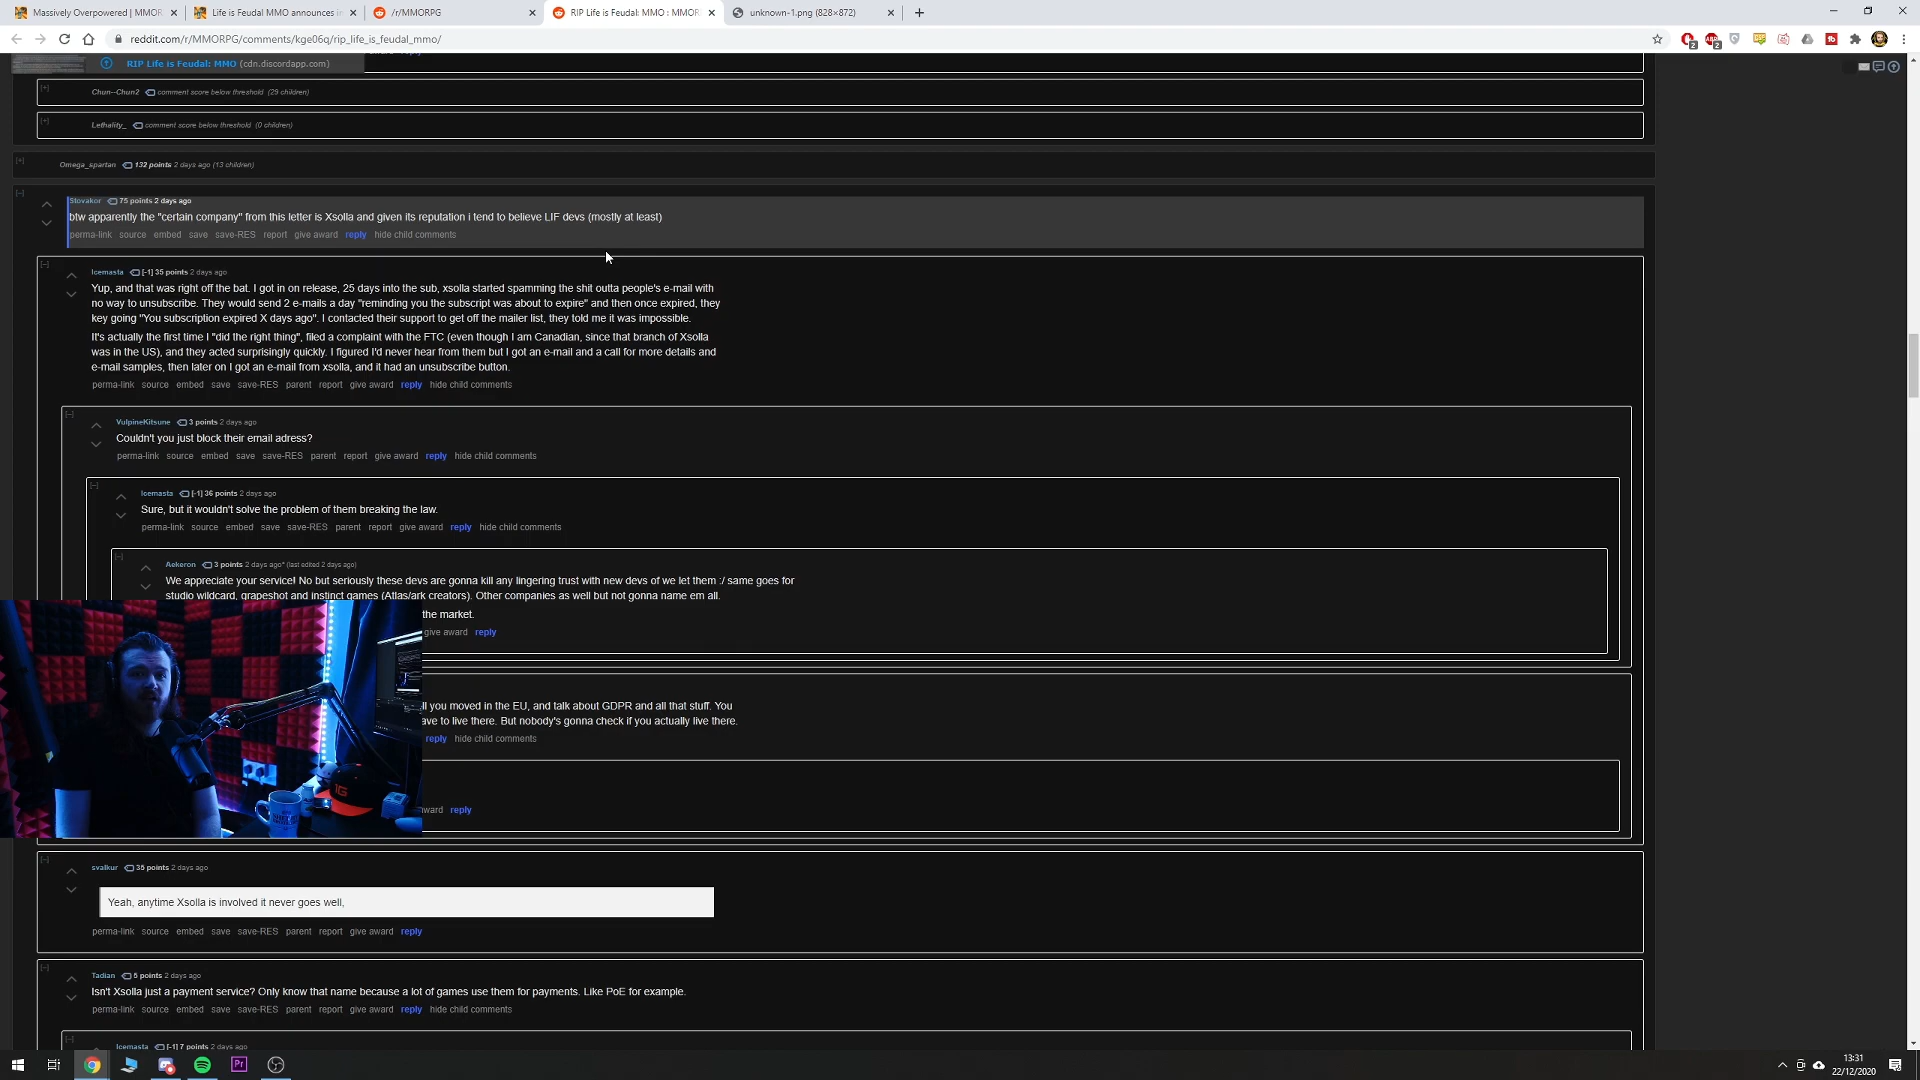 Massively Overpowered | MMOR
Life is Feudal MMO announces i
/r/MMORPG
RIP Life is Feudal: MMO : MMOR
unknown-1.png (828×872)
reddit.com/r/MMORPG/comments/kge06q/rip_life_is_feudal_mmo/
RIP Life is Feudal: MMO (cdn.discordapp.com)
[+] Chun--Chun2 comment score below threshold (29 children)
[+] Lethality_ comment score below threshold (0 children)
[+] Omega_spartan 132 points 2 days ago (13 children)
[–] Stovakor 75 points 2 days ago
btw apparently the "certain company" from this letter is Xsolla and given its reputation i tend to believe LIF devs (mostly at least)
perma-link source embed save save-RES report give award reply hide child comments
[–] Icemasta [-1] 35 points 2 days ago
Yup, and that was right off the bat. I got in on release, 25 days into the sub, xsolla started spamming the shit outta people's e-mail with
no way to unsubscribe. They would send 2 e-mails a day "reminding you the subscript was about to expire" and then once expired, they
key going "You subscription expired X days ago". I contacted their support to get off the mailer list, they told me it was impossible.
It's actually the first time I "did the right thing", filed a complaint with the FTC (even though I am Canadian, since that branch of Xsolla
was in the US), and they acted surprisingly quickly. I figured I'd never hear from them but I got an e-mail and a call for more details and
e-mail samples, then later on I got an e-mail from xsolla, and it had an unsubscribe button.
perma-link source embed save save-RES parent report give award reply hide child comments
[–] VulpineKitsune 3 points 2 days ago
Couldn't you just block their email adress?
perma-link source embed save save-RES parent report give award reply hide child comments
[–] Icemasta [-1] 36 points 2 days ago
Sure, but it wouldn't solve the problem of them breaking the law.
perma-link source embed save save-RES parent report give award reply hide child comments
[–] Aekeron 3 points 2 days ago* (last edited 2 days ago)
We appreciate your service! No but seriously these devs are gonna kill any lingering trust with new devs of we let them :/ same goes for
studio wildcard, grapeshot and instinct games (Atlas/ark creators). Other companies as well but not gonna name em all.
the market.
give award reply
ll you moved in the EU, and talk about GDPR and all that stuff. You
ave to live there. But nobody's gonna check if you actually live there.
reply hide child comments
ward reply
[–] svalkur 35 points 2 days ago
Yeah, anytime Xsolla is involved it never goes well,
perma-link source embed save save-RES parent report give award reply
[–] Tadian 5 points 2 days ago
Isn't Xsolla just a payment service? Only know that name because a lot of games use them for payments. Like PoE for example.
perma-link source embed save save-RES parent report give award reply hide child comments
[–] Icemasta [-1] 7 points 2 days ago
Pr
13:31
22/12/2020